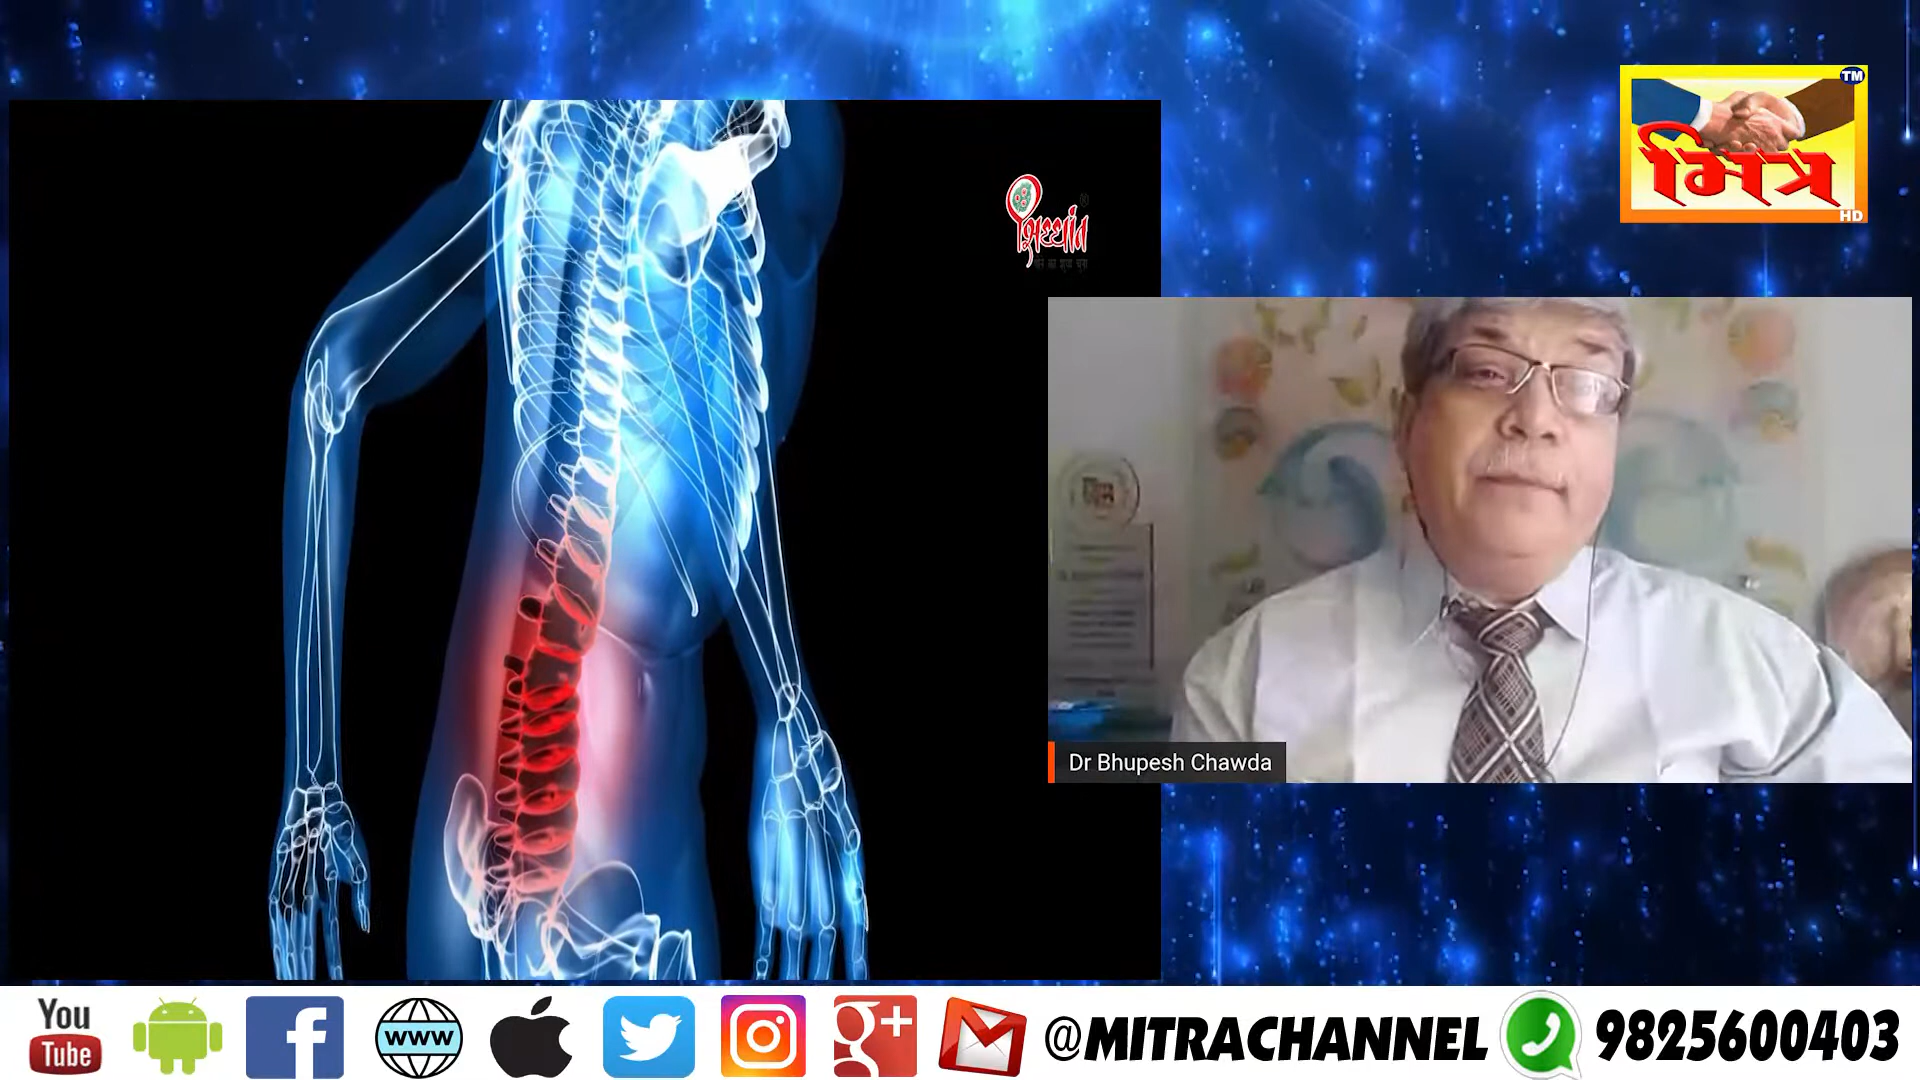 TM
मित्र
HD
®
Dr Bhupesh Chawda
You
Tube
f
www
g+
M
@MITRACHANNEL
9825600403